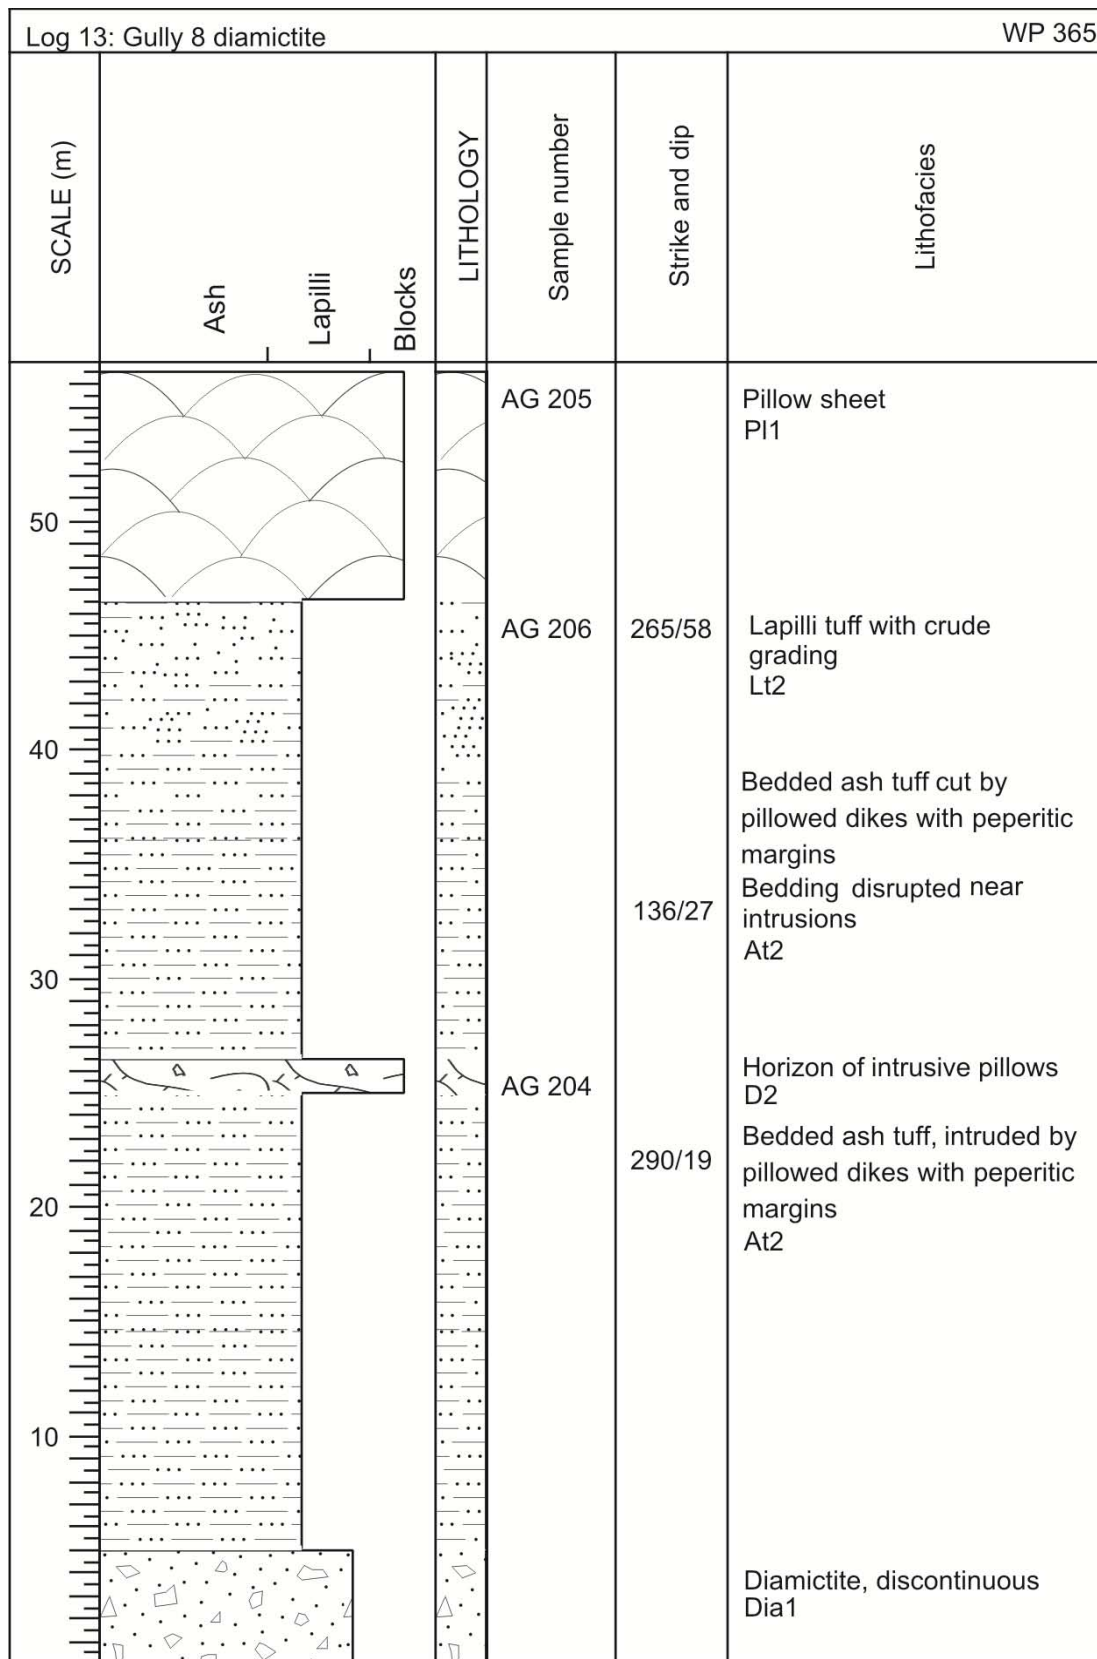 Log 13: Gully 8 diamictite
WP 365
SCALE (m)
Ash
Lapilli
Blocks
LITHOLOGY
Sample number
Strike and dip
Lithofacies
AG 205
Pillow sheet
Pl1
50
AG 206
265/58
Lapilli tuff with crude
grading
Lt2
40
Bedded ash tuff cut by
pillowed dikes with peperitic
margins
136/27
Bedding disrupted near
intrusions
At2
30
AG 204
Horizon of intrusive pillows
D2
290/19
Bedded ash tuff, intruded by
pillowed dikes with peperitic
margins
At2
20
10
Diamictite, discontinuous
Dia1